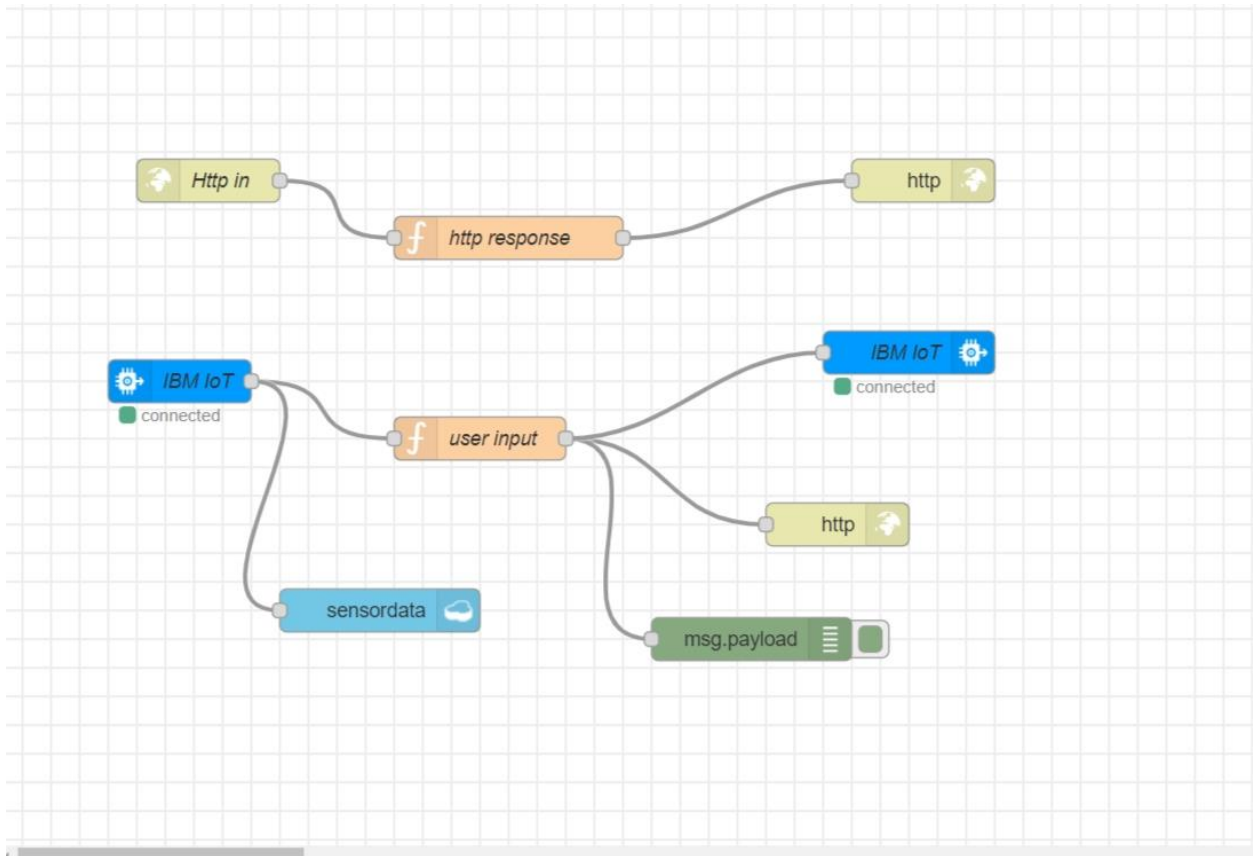 Http in
http
http response
IBM IoT
connected
IBM IoT
connected
user input
http
sensordata
msg.payload